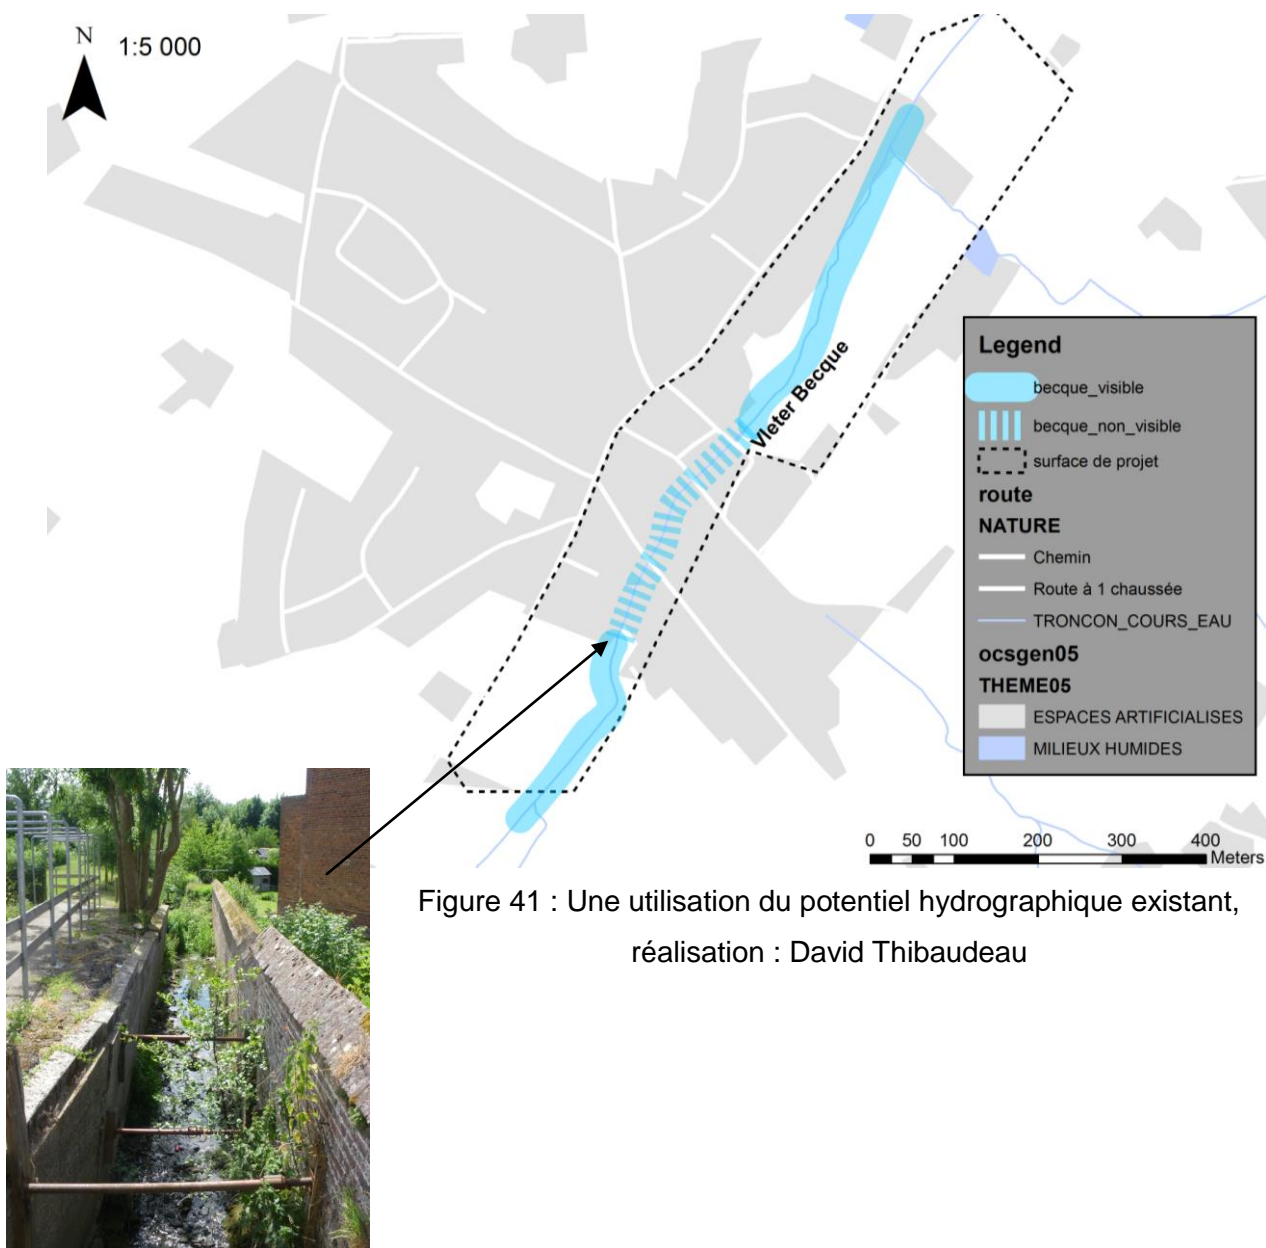 N
1:5 000
Vleter Becque
Legend
becque_visible
becque_non_visible
surface de projet
route
NATURE
Chemin
Route à 1 chaussée
TRONCON_COURS_EAU
ocsgen05
THEME05
ESPACES ARTIFICIALISES
MILIEUX HUMIDES
0 50 100 200 300 400
Meters
Figure 41 : Une utilisation du potentiel hydrographique existant,
réalisation : David Thibaudeau